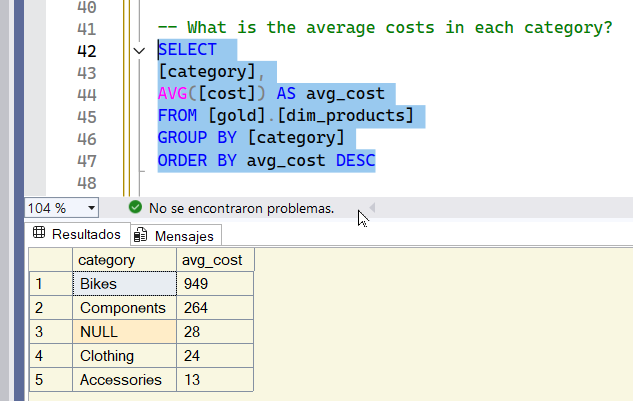 40
41 -- What is the average costs in each category?
42 SELECT
43 [category],
44 AVG([cost]) AS avg_cost
45 FROM [gold].[dim_products]
46 GROUP BY [category]
47 ORDER BY avg_cost DESC
48
104 % No se encontraron problemas.
Resultados Mensajes
category avg_cost
1 Bikes 949
2 Components 264
3 NULL 28
4 Clothing 24
5 Accessories 13